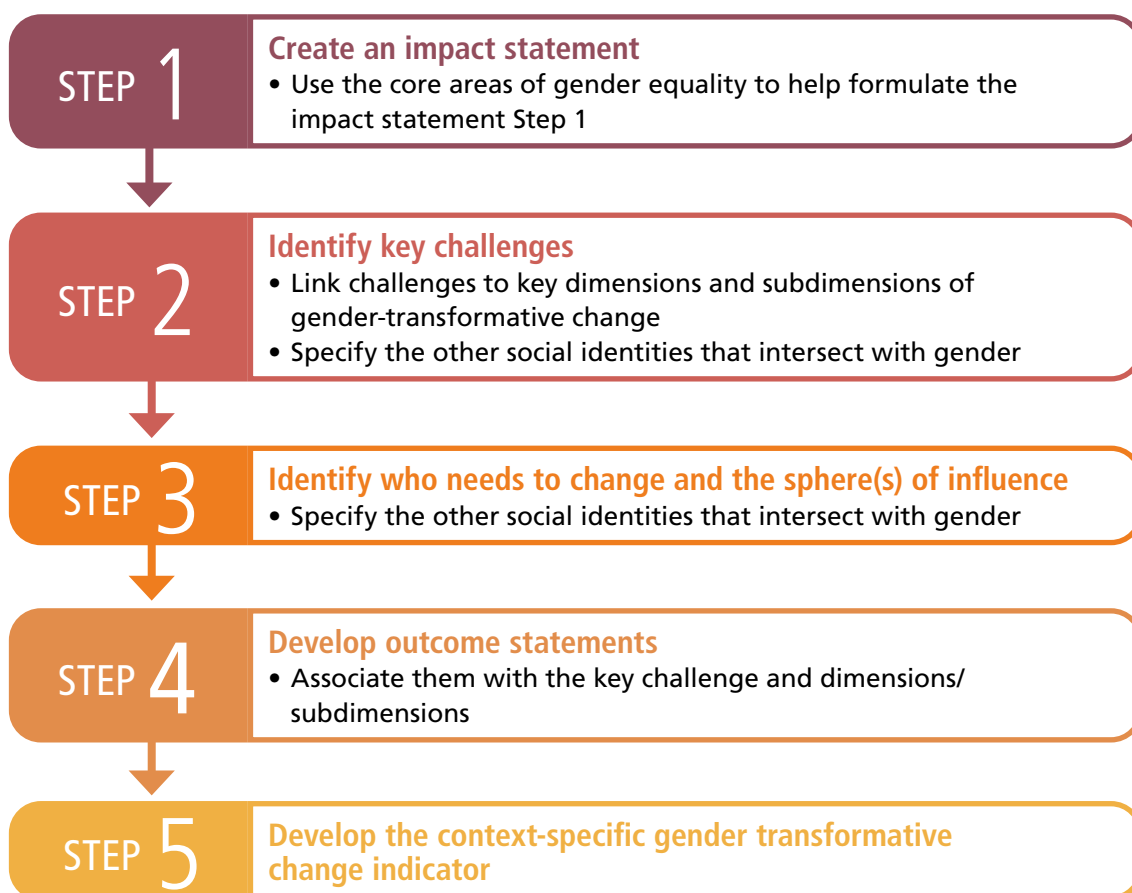 STEP 1
Create an impact statement
• Use the core areas of gender equality to help formulate the
impact statement Step 1
STEP 2
Identify key challenges
• Link challenges to key dimensions and subdimensions of
gender-transformative change
• Specify the other social identities that intersect with gender
STEP 3
Identify who needs to change and the sphere(s) of influence
• Specify the other social identities that intersect with gender
STEP 4
Develop outcome statements
• Associate them with the key challenge and dimensions/
subdimensions
STEP 5
Develop the context-specific gender transformative
change indicator